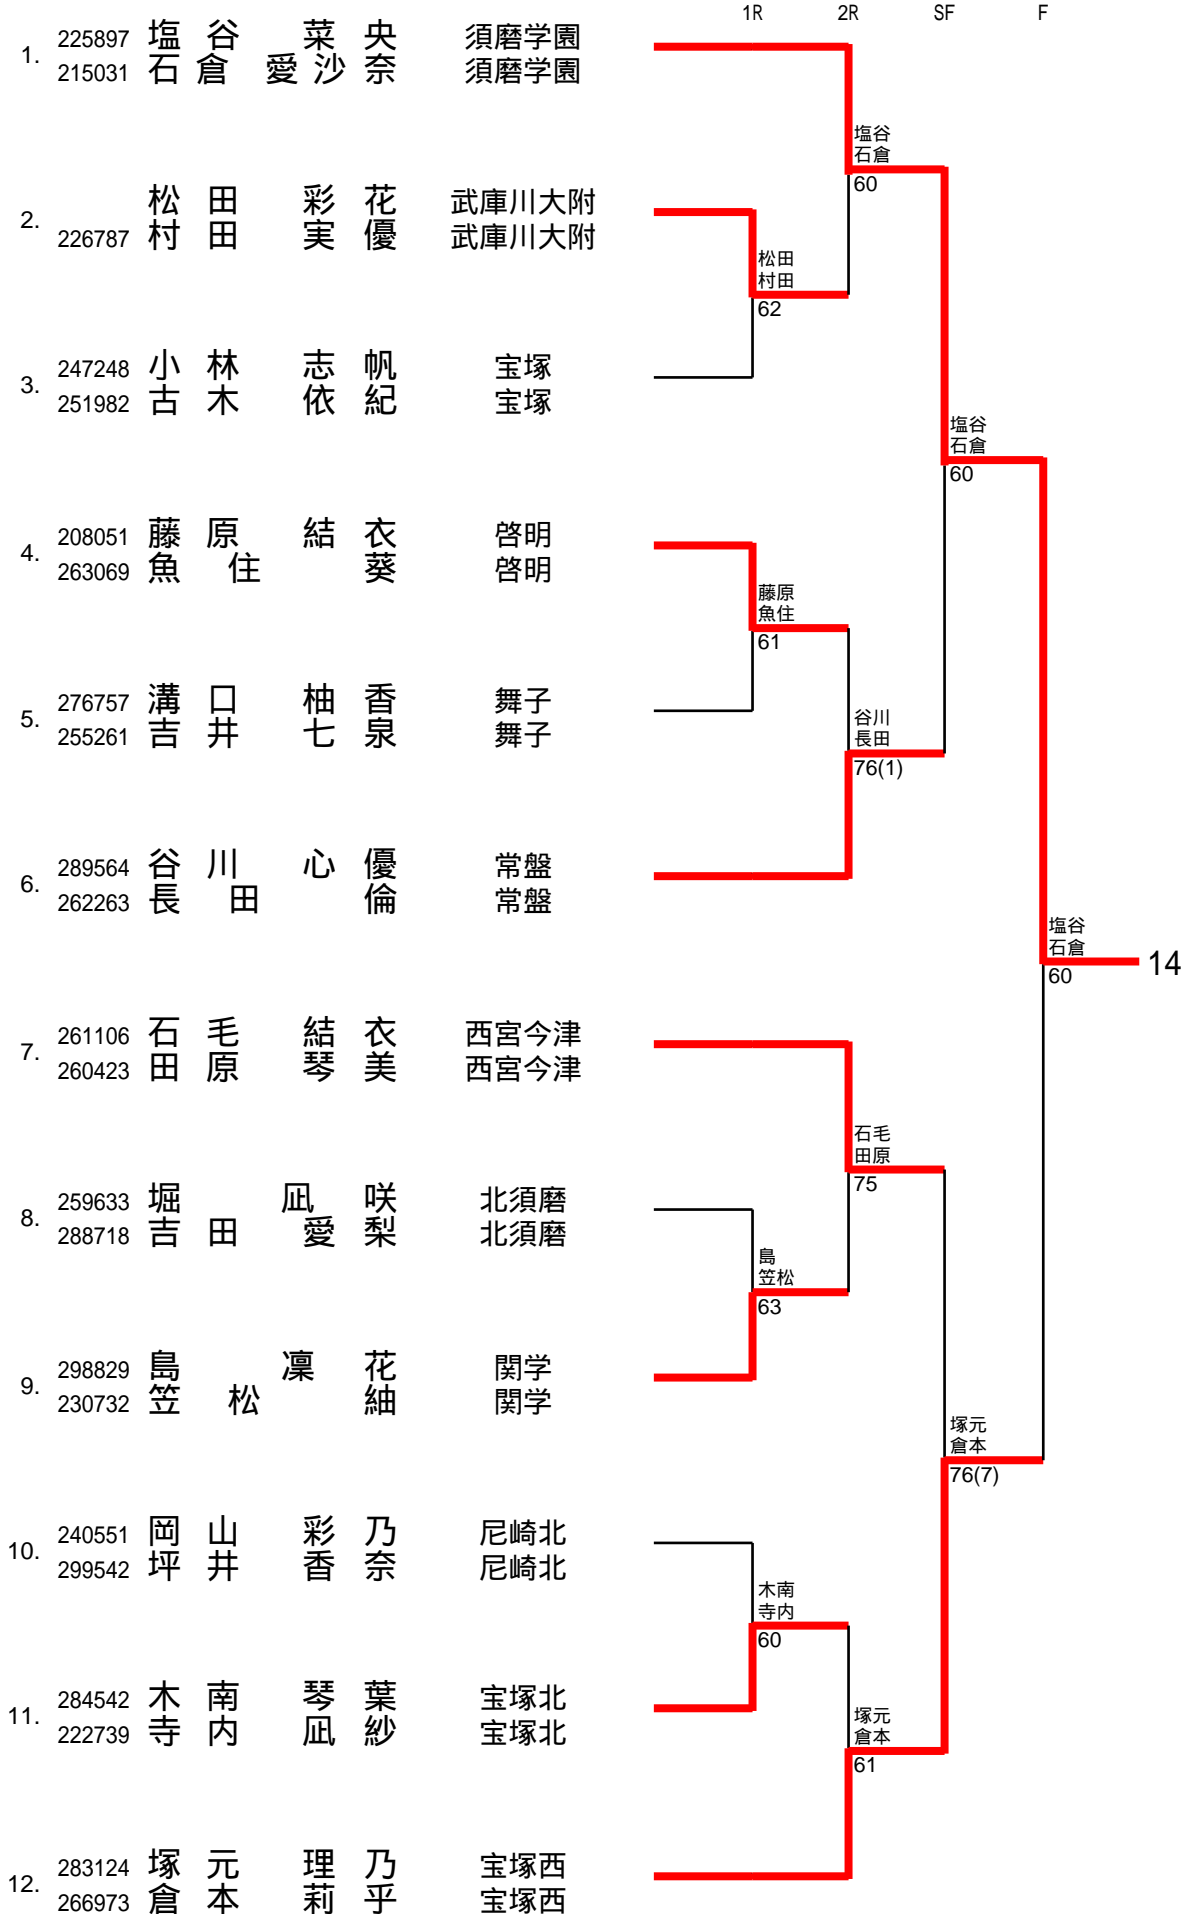 1R 2R SF F
1. 225897 塩谷 菜央 須磨学園
215031 石倉 愛沙奈 須磨学園
塩谷
石倉
60
2. 松田 彩花 武庫川大附
226787 村田 実優 武庫川大附
松田
村田
62
3. 247248 小林 志帆 宝塚
251982 古木 依紀 宝塚
塩谷
石倉
60
4. 208051 藤原 結衣 啓明
263069 魚住 葵 啓明
藤原
魚住
61
5. 276757 溝口 柚香 舞子
255261 吉井 七泉 舞子
谷川
長田
76(1)
6. 289564 谷川 心優 常盤
262263 長田 倫 常盤
塩谷
石倉
60
14
7. 261106 石毛 結衣 西宮今津
260423 田原 琴美 西宮今津
石毛
田原
75
8. 259633 堀 凪咲 北須磨
288718 吉田 愛梨 北須磨
島
笠松
63
9. 298829 島 凜花 関学
230732 笠松 紬 関学
塚元
倉本
76(7)
10. 240551 岡山 彩乃 尼崎北
299542 坪井 香奈 尼崎北
木南
寺内
60
11. 284542 木南 琴葉 宝塚北
222739 寺内 凪紗 宝塚北
塚元
倉本
61
12. 283124 塚元 理乃 宝塚西
266973 倉本 莉乎 宝塚西